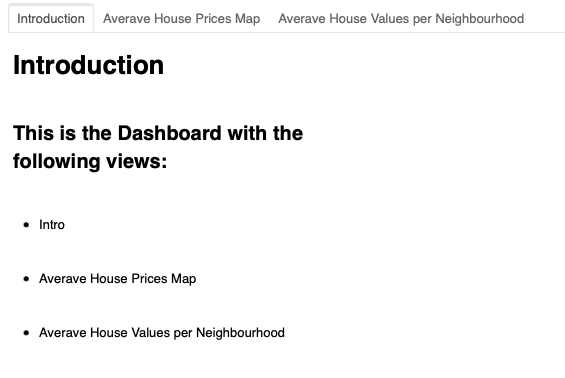 Introduction Averave House Prices Map Averave House Values per Neighbourhood
Introduction
This is the Dashboard with the
following views:
• Intro
• Averave House Prices Map
• Averave House Values per Neighbourhood